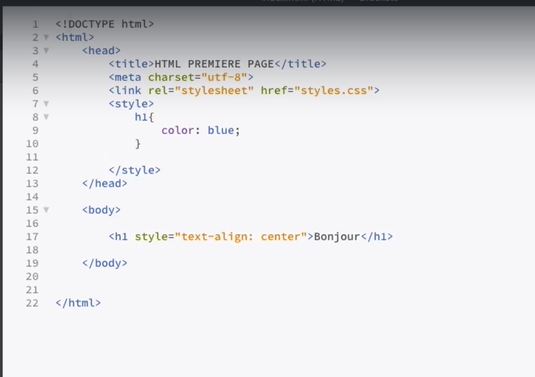 1 <!DOCTYPE html>
2 <html>
3 <head>
4 <title>HTML PREMIERE PAGE</title>
5 <meta charset="utf-8">
6 <link rel="stylesheet" href="styles.css">
7 <style>
8 h1{
9 color: blue;
10 }
11
12 </style>
13 </head>
14
15 <body>
16
17 <h1 style="text-align: center">Bonjour</h1>
18
19 </body>
20
21
22 </html>